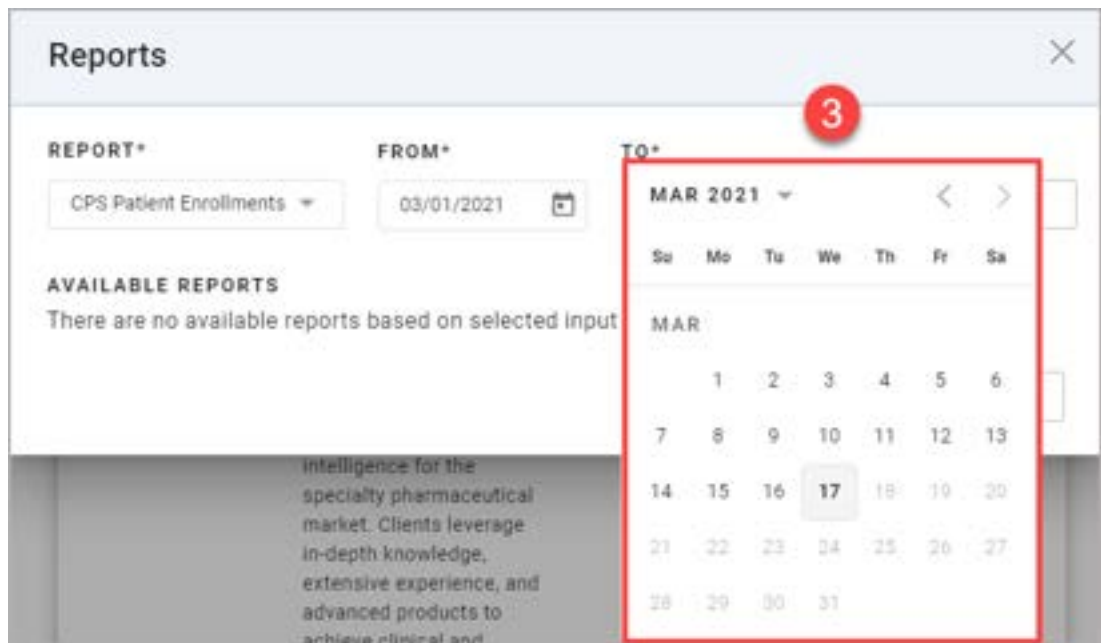 Reports
3
REPORT* FROM* TO*
CPS Patient Enrollments 03/01/2021
MAR 2021
Su Mo Tu We Th Fr Sa
AVAILABLE REPORTS
There are no available reports based on selected input
MAR
1 2 3 4 5 6
7 8 9 10 11 12 13
14 15 16 17 18 19 20
21 22 23 24 25 26 27
28 29 30 31
intelligence for the
specialty pharmaceutical
market. Clients leverage
in-depth knowledge,
extensive experience, and
advanced products to
achieve clinical and